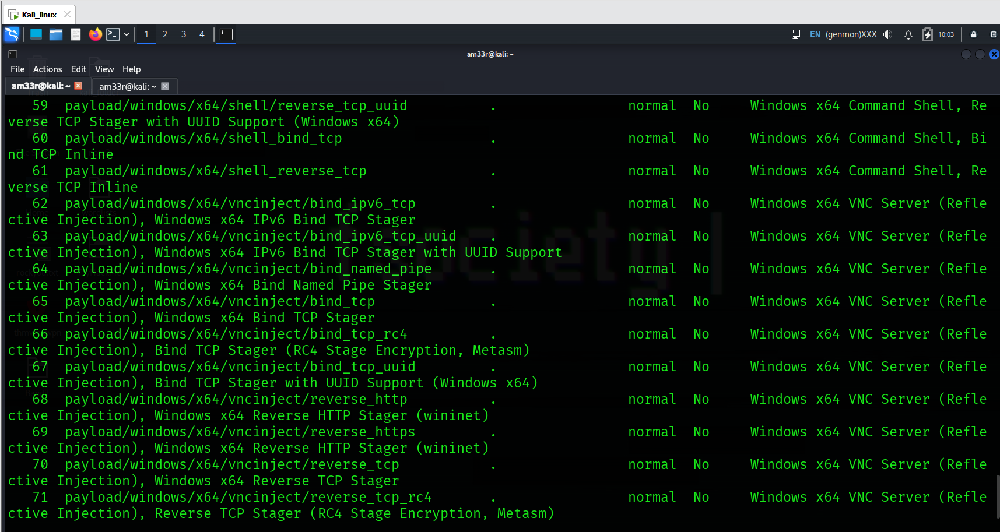 Kali_linux
1 2 3 4 EN (genmon)XXX 10:03
am33r@kali: ~
File Actions Edit View Help
am33r@kali: ~ am33r@kali: ~
59 payload/windows/x64/shell/reverse_tcp_uuid . normal No Windows x64 Command Shell, Re
verse TCP Stager with UUID Support (Windows x64)
60 payload/windows/x64/shell_bind_tcp . normal No Windows x64 Command Shell, Bi
nd TCP Inline
61 payload/windows/x64/shell_reverse_tcp . normal No Windows x64 Command Shell, Re
verse TCP Inline
62 payload/windows/x64/vncinject/bind_ipv6_tcp . normal No Windows x64 VNC Server (Refle
ctive Injection), Windows x64 IPv6 Bind TCP Stager
63 payload/windows/x64/vncinject/bind_ipv6_tcp_uuid . normal No Windows x64 VNC Server (Refle
ctive Injection), Windows x64 IPv6 Bind TCP Stager with UUID Support
64 payload/windows/x64/vncinject/bind_named_pipe . normal No Windows x64 VNC Server (Refle
ctive Injection), Windows x64 Bind Named Pipe Stager
65 payload/windows/x64/vncinject/bind_tcp . normal No Windows x64 VNC Server (Refle
ctive Injection), Windows x64 Bind TCP Stager
66 payload/windows/x64/vncinject/bind_tcp_rc4 . normal No Windows x64 VNC Server (Refle
ctive Injection), Bind TCP Stager (RC4 Stage Encryption, Metasm)
67 payload/windows/x64/vncinject/bind_tcp_uuid . normal No Windows x64 VNC Server (Refle
ctive Injection), Bind TCP Stager with UUID Support (Windows x64)
68 payload/windows/x64/vncinject/reverse_http . normal No Windows x64 VNC Server (Refle
ctive Injection), Windows x64 Reverse HTTP Stager (wininet)
69 payload/windows/x64/vncinject/reverse_https . normal No Windows x64 VNC Server (Refle
ctive Injection), Windows x64 Reverse HTTP Stager (wininet)
70 payload/windows/x64/vncinject/reverse_tcp . normal No Windows x64 VNC Server (Refle
ctive Injection), Windows x64 Reverse TCP Stager
71 payload/windows/x64/vncinject/reverse_tcp_rc4 . normal No Windows x64 VNC Server (Refle
ctive Injection), Reverse TCP Stager (RC4 Stage Encryption, Metasm)